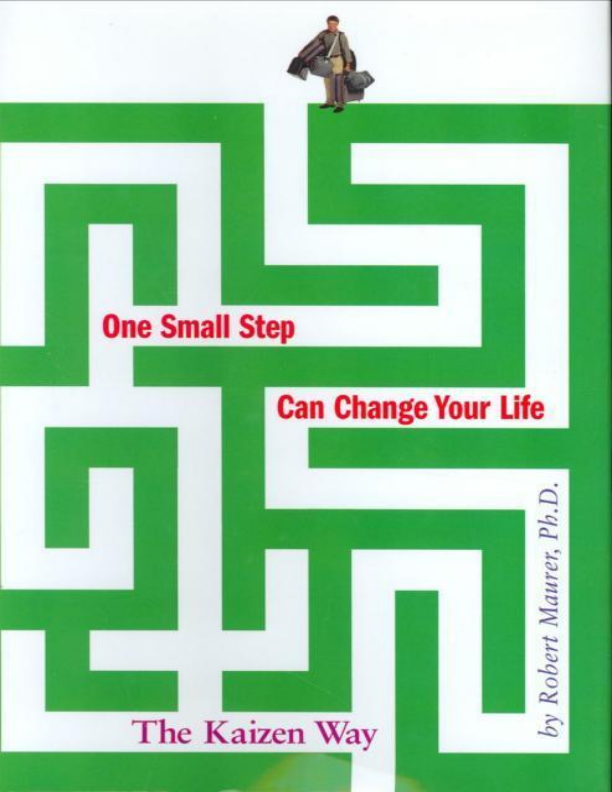 One Small Step
Can Change Your Life
by Robert Maurer, Ph.D.
The Kaizen Way